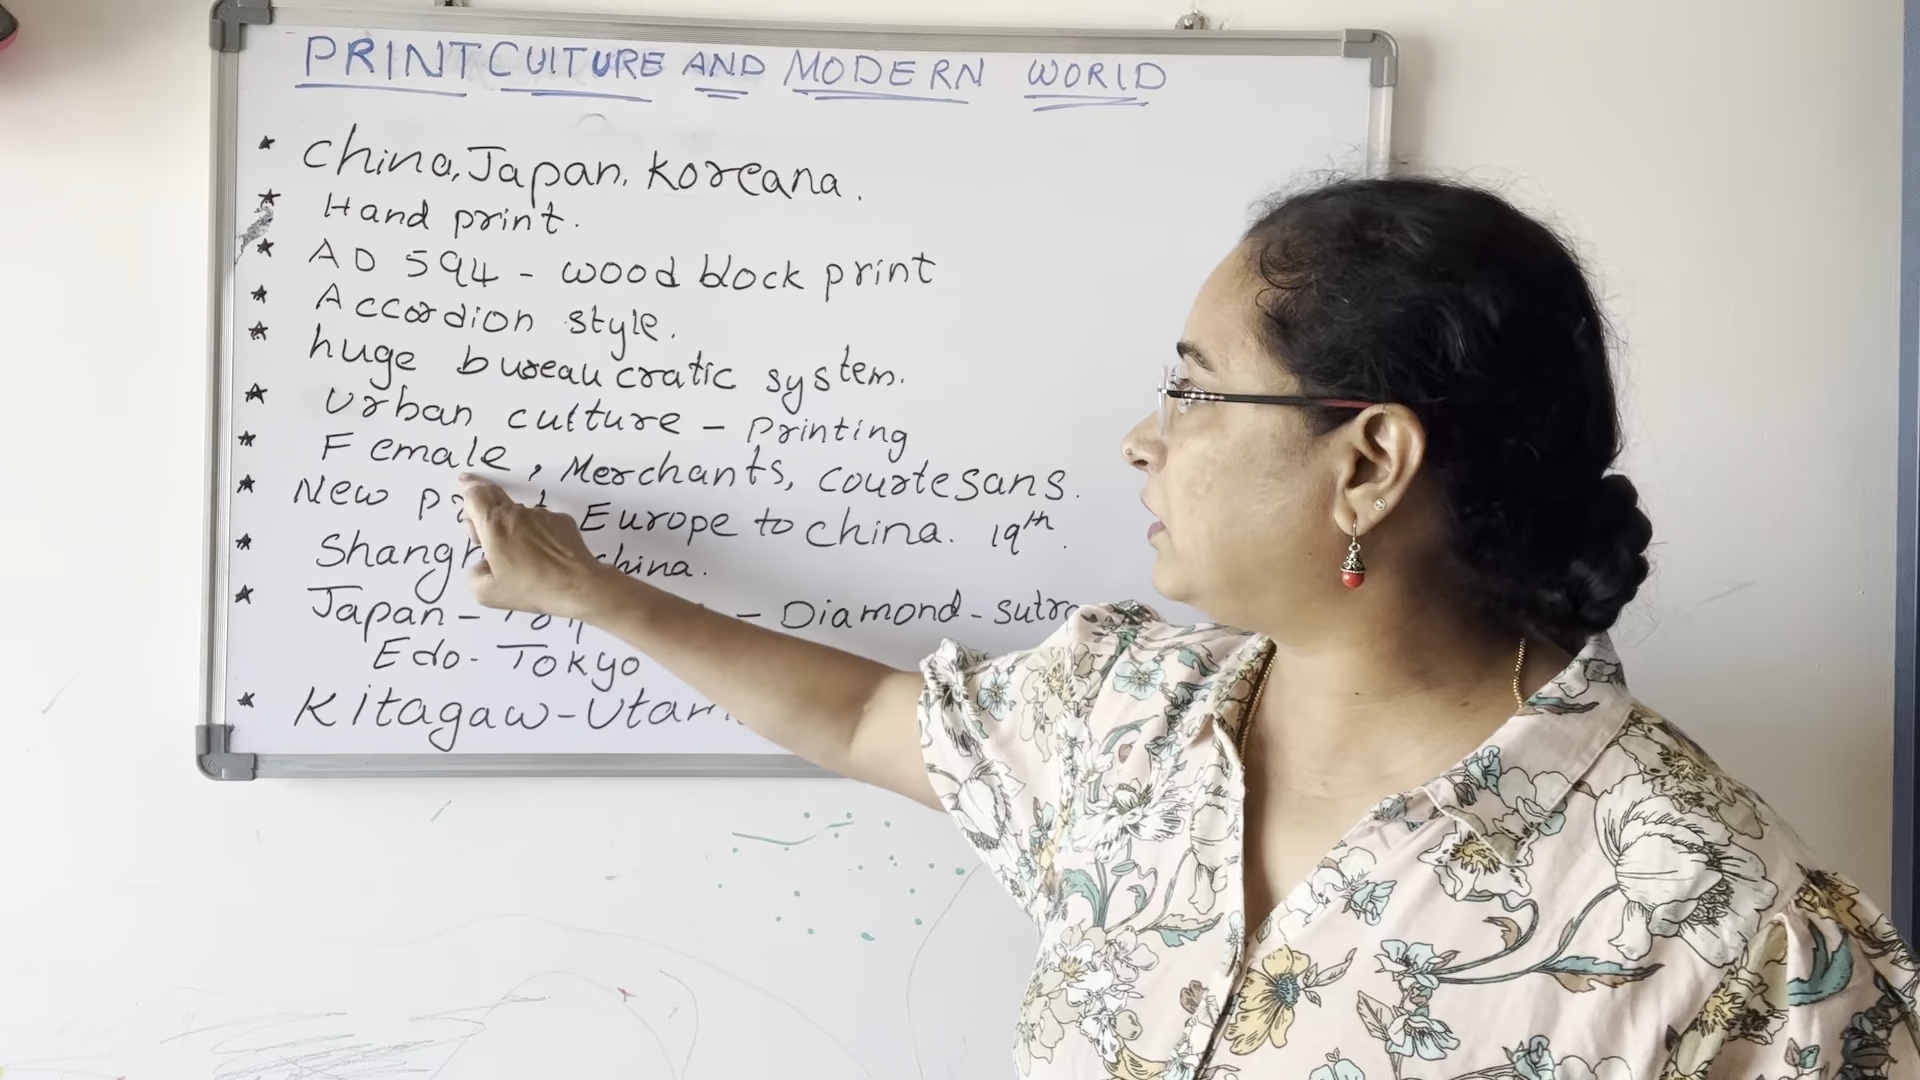 PRINT CULTURE AND MODERN WORLD
China, Japan, Koreana.
Hand print.
AD 594 - wood block print
Accordion style.
huge bureaucratic system.
Urban culture - Printing
Female, Merchants, Courtesans.
New Europe to China. 19th.
China.
Japan - - Diamond - sutra
Edo - Tokyo
Kitagaw -